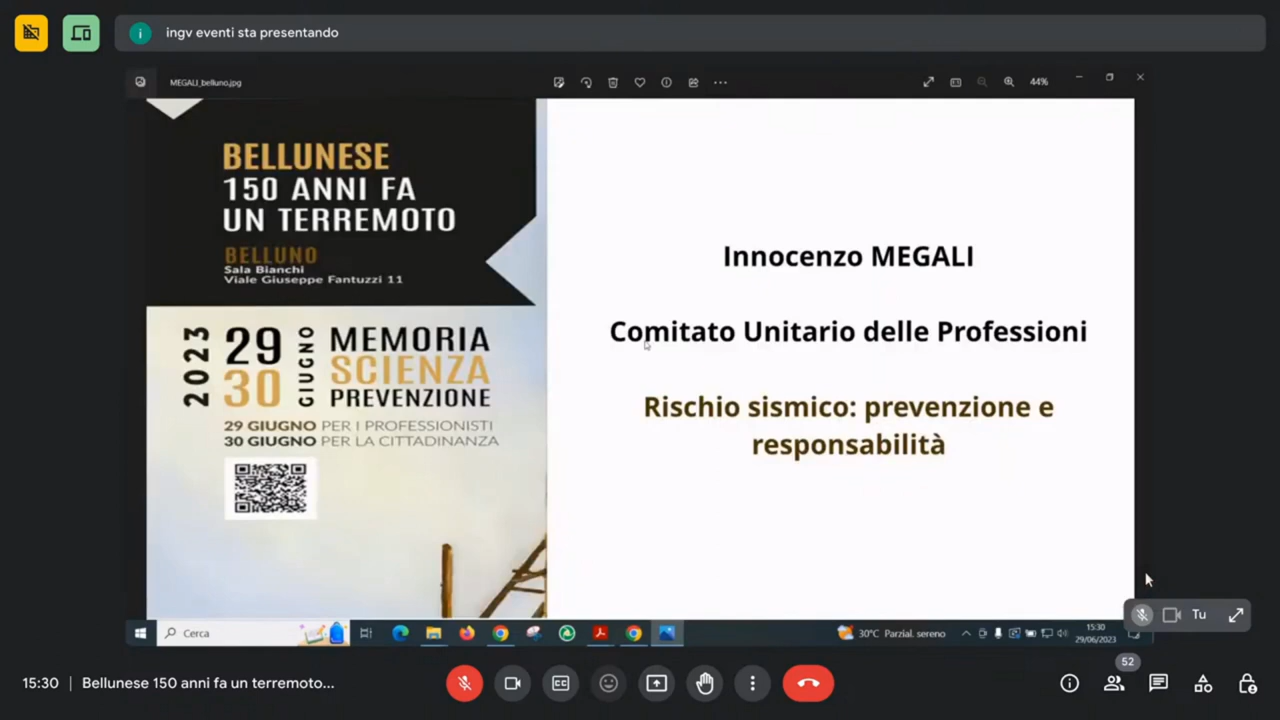 ingv eventi sta presentando
MEGALI_belluno.jpg
44%
BELLUNESE
150 ANNI FA
UN TERREMOTO
BELLUNO
Sala Bianchi
Viale Giuseppe Fantuzzi 11
2023
29
30
GIUGNO
MEMORIA
SCIENZA
PREVENZIONE
29 GIUGNO PER I PROFESSIONISTI
30 GIUGNO PER LA CITTADINANZA
Innocenzo MEGALI
Comitato Unitario delle Professioni
Rischio sismico: prevenzione e
responsabilità
Tu
Cerca
30°C Parzial. sereno
15:30
29/06/2023
52
15:30 | Bellunese 150 anni fa un terremoto...